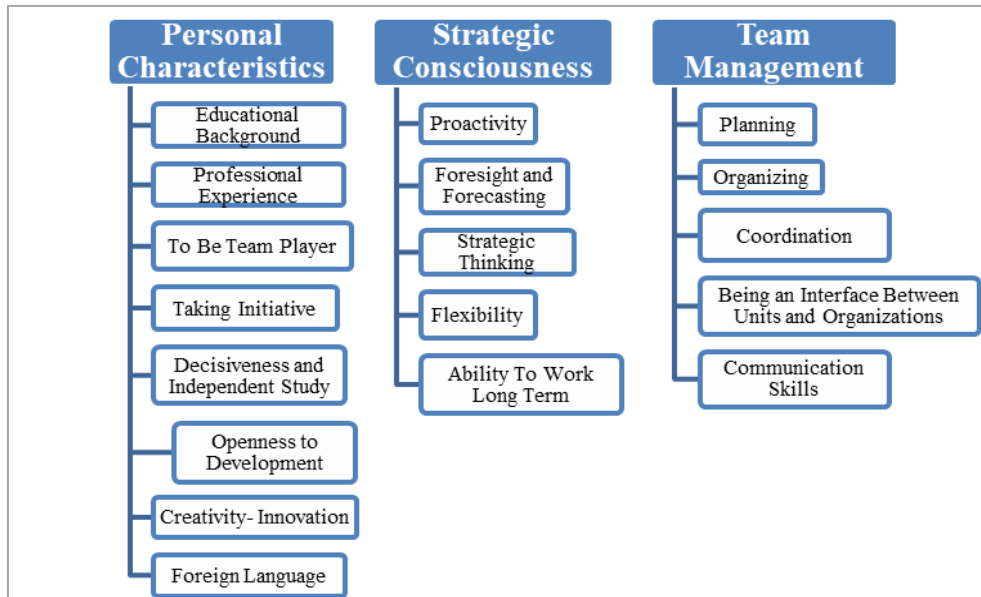 Personal
Characteristics
Educational
Background
Professional
Experience
To Be Team Player
Taking Initiative
Decisiveness and
Independent Study
Openness to
Development
Creativity- Innovation
Foreign Language
Strategic
Consciousness
Proactivity
Foresight and
Forecasting
Strategic
Thinking
Flexibility
Ability To Work
Long Term
Team
Management
Planning
Organizing
Coordination
Being an Interface Between
Units and Organizations
Communication
Skills